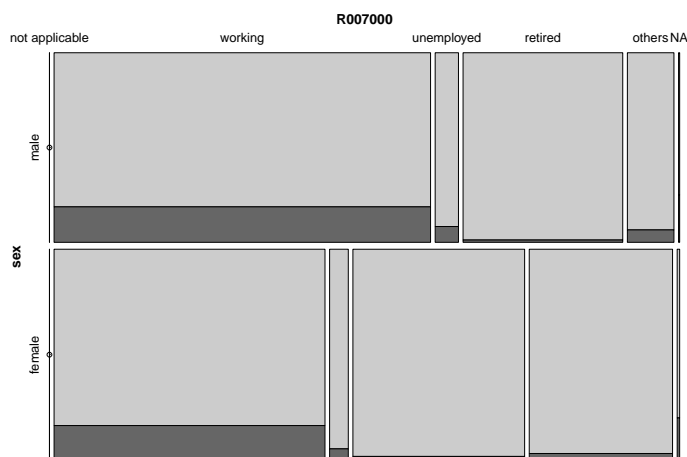 R007000
not applicable working unemployed retired others NA
sex
male
female